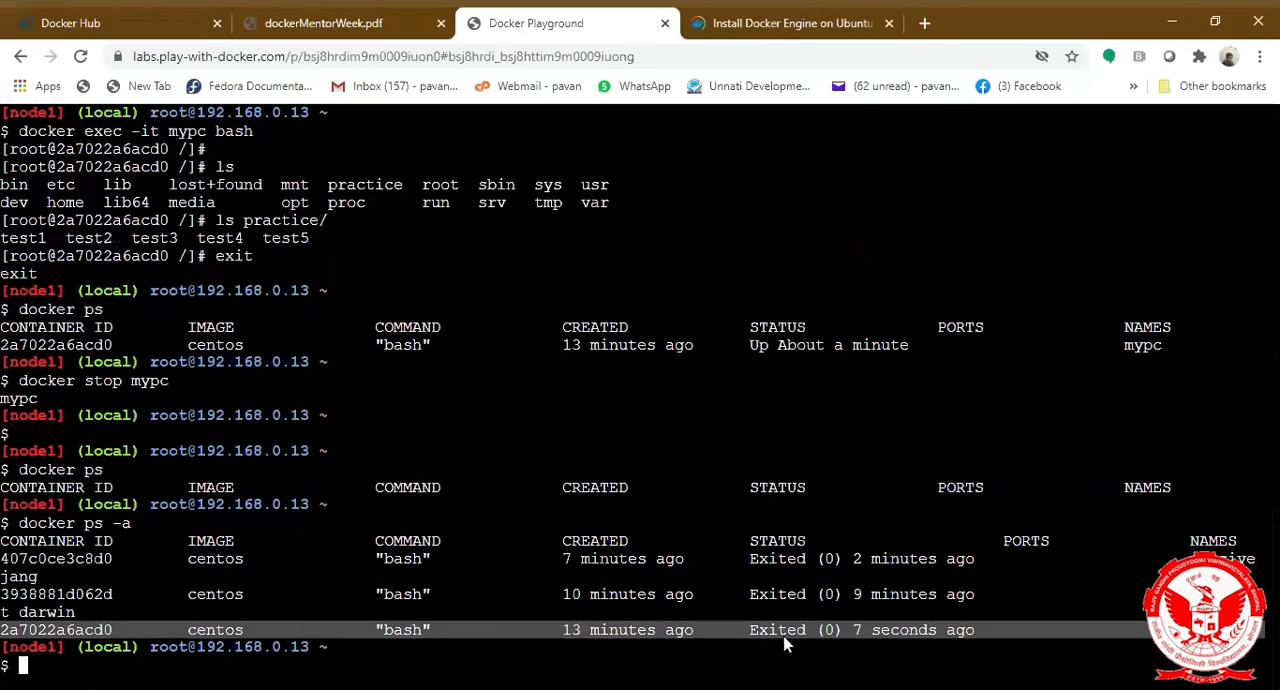 Docker Hub
dockerMentorWeek.pdf
Docker Playground
Install Docker Engine on Ubuntu
labs.play-with-docker.com/p/bsj8hrdim9m0009iuon0#bsj8hrdi_bsj8httim9m0009iuong
Apps New Tab Fedora Documenta... Inbox (157) - pavan... Webmail - pavan WhatsApp Unnati Developme... (62 unread) - pavan... (3) Facebook » Other bookmarks
[node1] (local) root@192.168.0.13 ~
$ docker exec -it mypc bash
[root@2a7022a6acd0 /]#
[root@2a7022a6acd0 /]# ls
bin etc lib lost+found mnt practice root sbin sys usr
dev home lib64 media opt proc run srv tmp var
[root@2a7022a6acd0 /]# ls practice/
test1 test2 test3 test4 test5
[root@2a7022a6acd0 /]# exit
exit
[node1] (local) root@192.168.0.13 ~
$ docker ps
CONTAINER ID IMAGE COMMAND CREATED STATUS PORTS NAMES
2a7022a6acd0 centos "bash" 13 minutes ago Up About a minute mypc
[node1] (local) root@192.168.0.13 ~
$ docker stop mypc
mypc
[node1] (local) root@192.168.0.13 ~
$
[node1] (local) root@192.168.0.13 ~
$ docker ps
CONTAINER ID IMAGE COMMAND CREATED STATUS PORTS NAMES
[node1] (local) root@192.168.0.13 ~
$ docker ps -a
CONTAINER ID IMAGE COMMAND CREATED STATUS PORTS NAMES
407c0ce3c8d0 centos "bash" 7 minutes ago Exited (0) 2 minutes ago
jang
3938881d062d centos "bash" 10 minutes ago Exited (0) 9 minutes ago
t darwin
2a7022a6acd0 centos "bash" 13 minutes ago Exited (0) 7 seconds ago
[node1] (local) root@192.168.0.13 ~
$